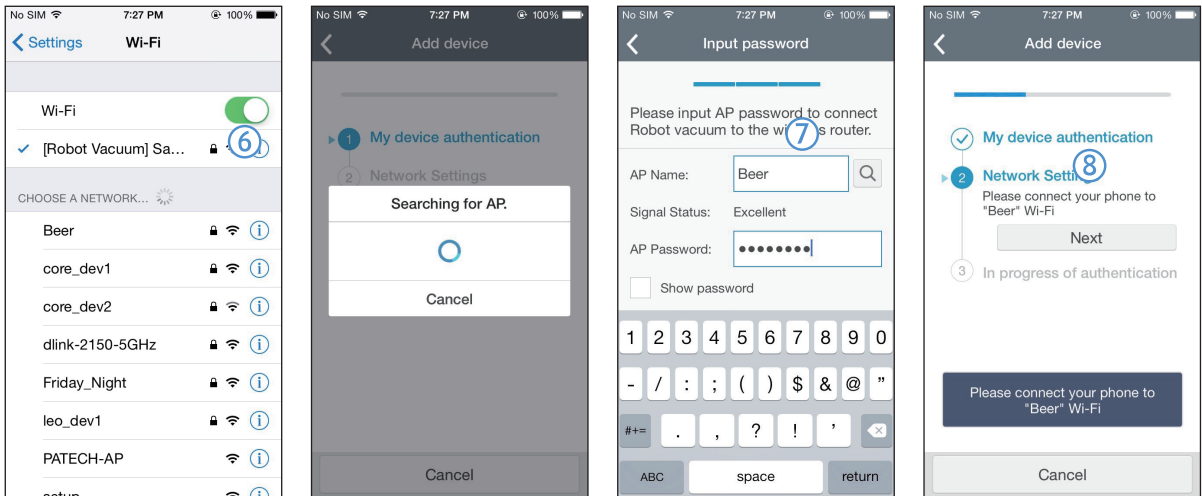 No SIM 7:27 PM 100%
Settings Wi-Fi
Wi-Fi
6
[Robot Vacuum] Sa...
CHOOSE A NETWORK...
Beer
core_dev1
core_dev2
dlink-2150-5GHz
Friday_Night
leo_dev1
PATECH-AP
setup
No SIM 7:27 PM 100%
Add device
1 My device authentication
2 Network Settings
Searching for AP.
Cancel
Cancel
No SIM 7:27 PM 100%
Input password
Please input AP password to connect
Robot vacuum to the router.
7
AP Name: Beer
Signal Status: Excellent
AP Password: ••••••••
Show password
1 2 3 4 5 6 7 8 9 0
- / : ; ( ) $ & @ "
#+= . , ? ! '
ABC space return
No SIM 7:27 PM 100%
Add device
My device authentication
8
2 Network Setting
Please connect your phone to
"Beer" Wi-Fi
Next
3 In progress of authentication
Please connect your phone to
"Beer" Wi-Fi
Cancel